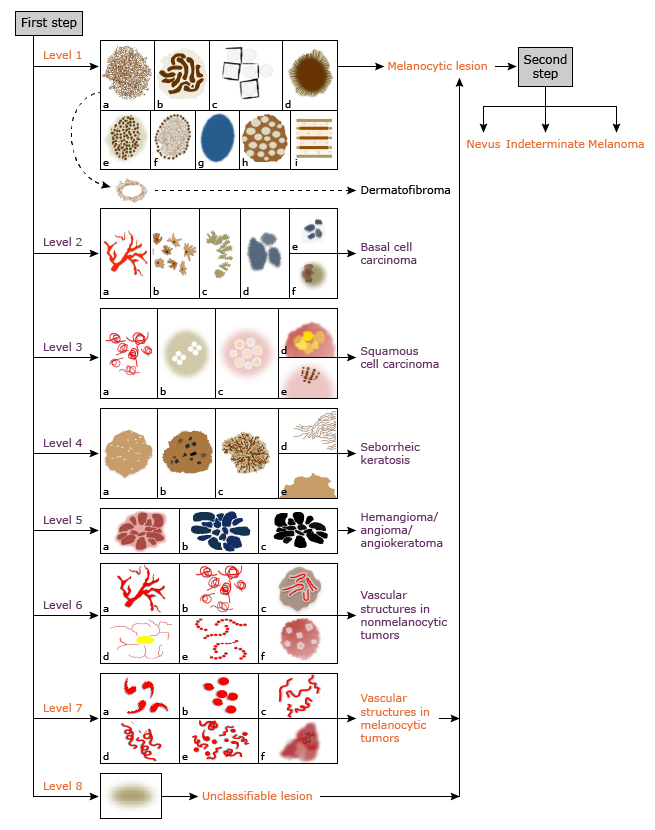 First step
Level 1
a
b
c
d
Melanocytic lesion
Second
step
e
f
g
h
i
Nevus
Indeterminate
Melanoma
Dermatofibroma
Level 2
a
b
c
d
e
f
Basal cell
carcinoma
Level 3
a
b
c
d
e
Squamous
cell carcinoma
Level 4
a
b
c
d
e
Seborrheic
keratosis
Level 5
a
b
c
Hemangioma/
angioma/
angiokeratoma
Level 6
a
b
c
d
e
f
Vascular
structures in
nonmelanocytic
tumors
Level 7
a
b
c
d
e
f
Vascular
structures in
melanocytic
tumors
Level 8
Unclassifiable lesion